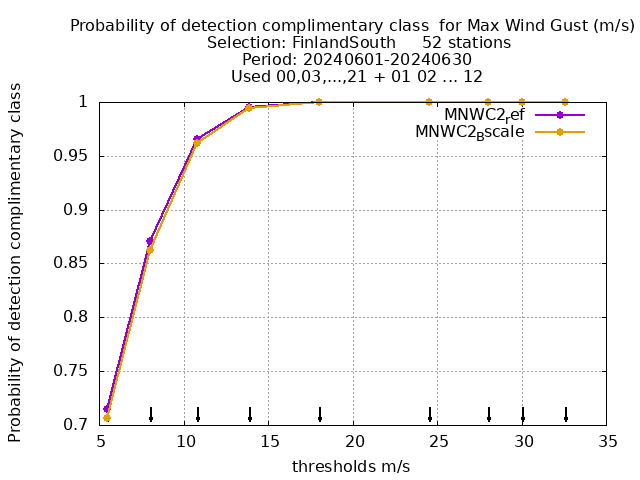 Probability of detection complimentary class  for Max Wind Gust (m/s)
Selection: FinlandSouth     52 stations
Period: 20240601-20240630
Used 00,03,...,21 + 01 02 ... 12
Probability of detection complimentary class
1
0.95
0.9
0.85
0.8
0.75
0.7
MNWC2ref
MNWC2Bscale
5
10
15
20
25
30
35
thresholds m/s